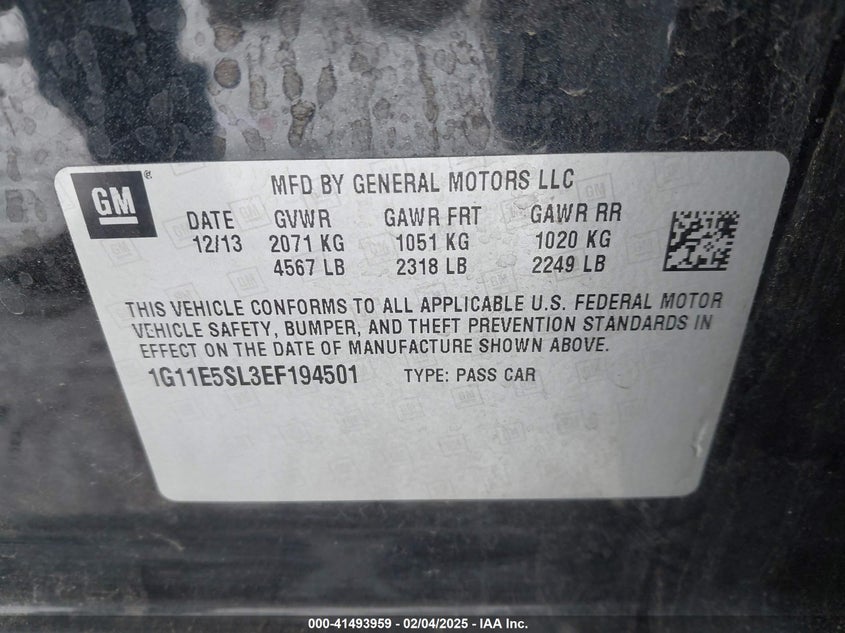 GM
MFD BY GENERAL MOTORS LLC
DATE GVWR GAWR FRT GAWR RR
12/13 2071 KG 1051 KG 1020 KG
4567 LB 2318 LB 2249 LB
THIS VEHICLE CONFORMS TO ALL APPLICABLE U.S. FEDERAL MOTOR
VEHICLE SAFETY, BUMPER, AND THEFT PREVENTION STANDARDS IN
EFFECT ON THE DATE OF MANUFACTURE SHOWN ABOVE.
1G11E5SL3EF194501 TYPE: PASS CAR
000-41493959 - 02/04/2025 - IAA Inc.